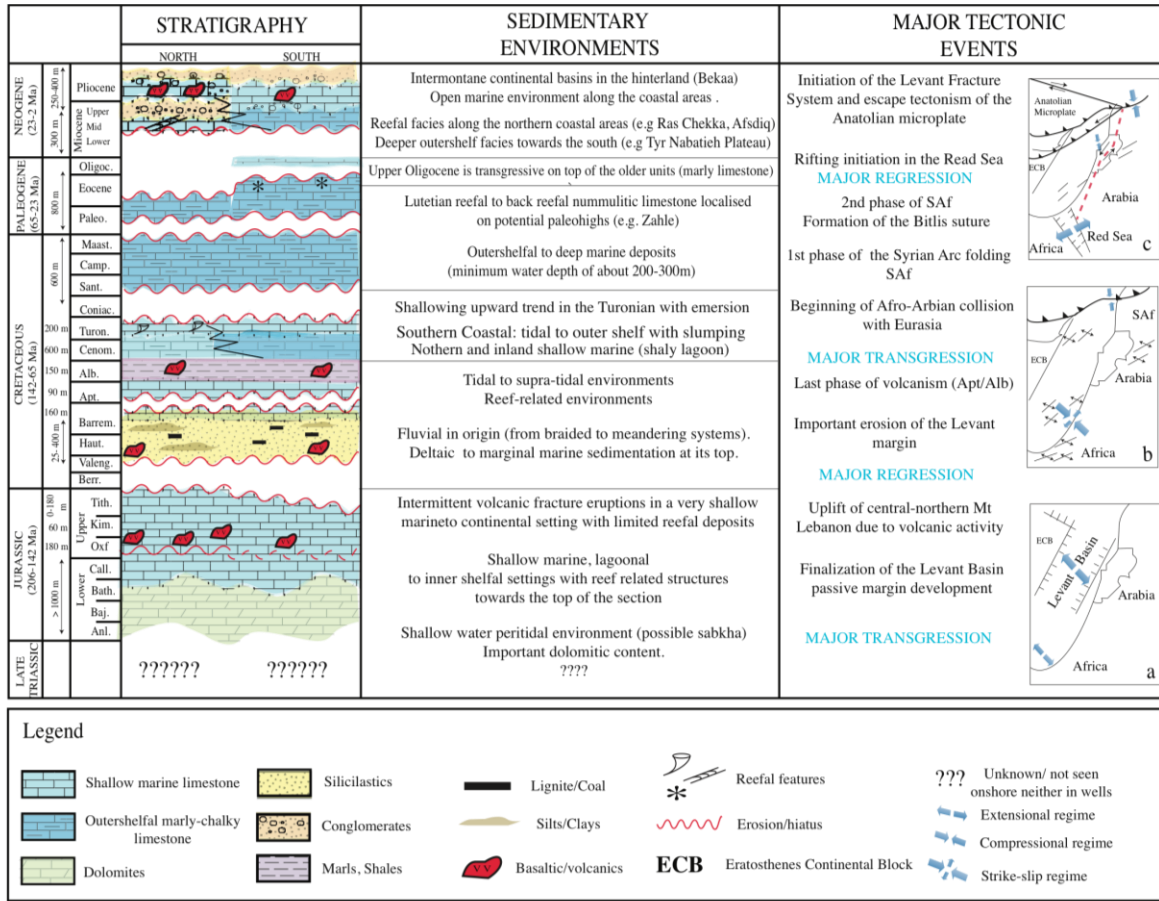 STRATIGRAPHY
NORTH
SOUTH
SEDIMENTARY
ENVIRONMENTS
MAJOR TECTONIC
EVENTS
NEOGENE
(23-2 Ma)
250-400 m
300 m
Pliocene
Miocene
Upper
Mid
Lower
PALEOGENE
(65-23 Ma)
800 m
Oligoc.
Eocene
Paleo.
CRETACEOUS
(142-65 Ma)
600 m
200 m
600 m
150 m
90 m
160 m
25-400 m
Maast.
Camp.
Sant.
Coniac.
Turon.
Cenom.
Alb.
Apt.
Barrem.
Haut.
Valeng.
Berr.
JURASSIC
(206-142 Ma)
0-180
m
60 m
180 m
> 1000 m
Upper
Lower
Tith.
Kim.
Oxf
Call.
Bath.
Baj.
Anl.
LATE
TRIASSIC
??????
??????
Intermontane continental basins in the hinterland (Bekaa)
Open marine environment along the coastal areas .
Reefal facies along the northern coastal areas (e.g Ras Chekka, Afsdiq)
Deeper outershelf facies towards the south (e.g Tyr Nabatieh Plateau)
Upper Oligocene is transgressive on top of the older units (marly limestone)
Lutetian reefal to back reefal nummulitic limestone localised
on potential paleohighs (e.g. Zahle)
Outershelfal to deep marine deposits
(minimum water depth of about 200-300m)
Shallowing upward trend in the Turonian with emersion
Southern Coastal: tidal to outer shelf with slumping
Nothern and inland shallow marine (shaly lagoon)
Tidal to supra-tidal environments
Reef-related environments
Fluvial in origin (from braided to meandering systems).
Deltaic to marginal marine sedimentation at its top.
Intermittent volcanic fracture eruptions in a very shallow
marineto continental setting with limited reefal deposits
Shallow marine, lagoonal
to inner shelfal settings with reef related structures
towards the top of the section
Shallow water peritidal environment (possible sabkha)
Important dolomitic content.
????
Initiation of the Levant Fracture
System and escape tectonism of the
Anatolian microplate
Rifting initiation in the Read Sea
MAJOR REGRESSION
2nd phase of SAf
Formation of the Bitlis suture
1st phase of the Syrian Arc folding
SAf
Beginning of Afro-Arbian collision
with Eurasia
MAJOR TRANSGRESSION
Last phase of volcanism (Apt/Alb)
Important erosion of the Levant
margin
MAJOR REGRESSION
Uplift of central-northern Mt
Lebanon due to volcanic activity
Finalization of the Levant Basin
passive margin development
MAJOR TRANSGRESSION
Anatolian
Microplate
ECB
Arabia
Africa
Red Sea
c
SAf
ECB
Arabia
Africa
b
ECB
Levant Basin
Arabia
Africa
a
Legend
Shallow marine limestone
Outershelfal marly-chalky
limestone
Dolomites
Silicilastics
Conglomerates
Marls, Shales
Lignite/Coal
Silts/Clays
V V
Basaltic/volcanics
*
Reefal features
Erosion/hiatus
ECB
Eratosthenes Continental Block
???
Unknown/ not seen
onshore neither in wells
Extensional regime
Compressional regime
Strike-slip regime